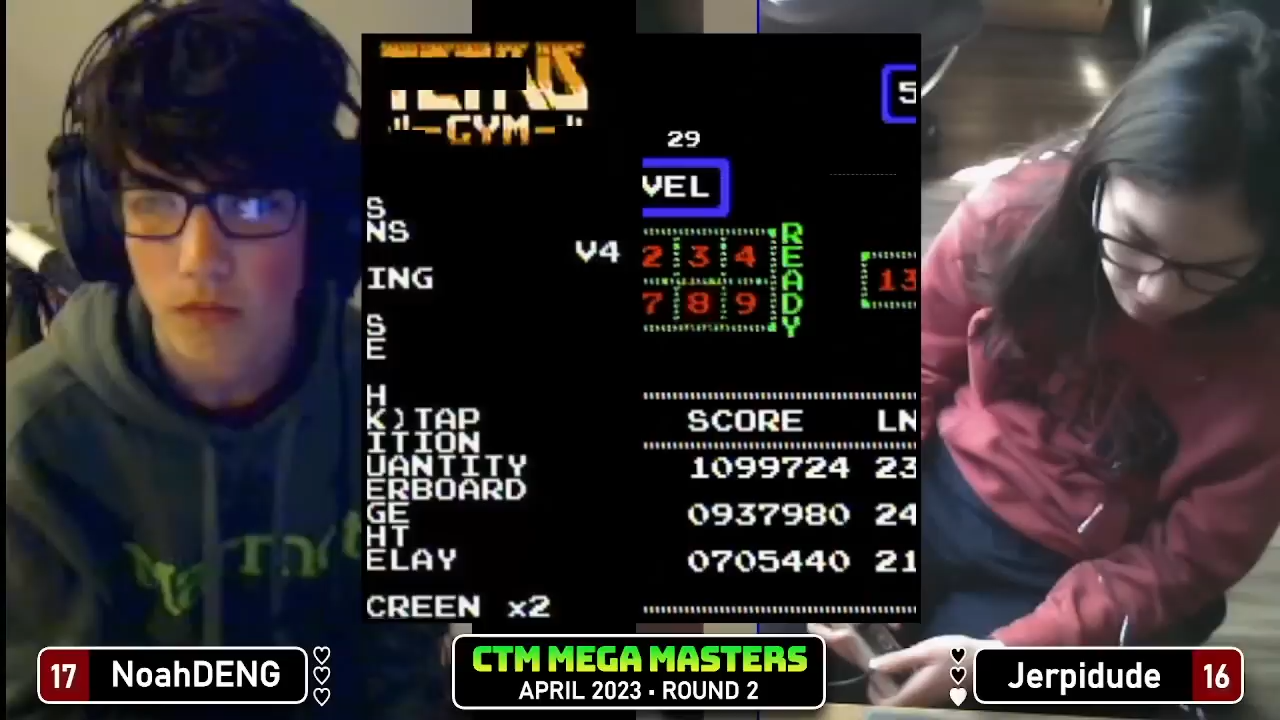 TETRIS
-GYM-
S
NS
V4
ING
S
E
H
K)TAP
ITION
UANTITY
ERBOARD
GE
HT
ELAY
CREEN x2
29
VEL
5
2 3 4
7 8 9
READY
13
SCORE LN
1099724 23
0937980 24
0705440 21
17 NoahDENG
CTM MEGA MASTERS
APRIL 2023 • ROUND 2
Jerpidude 16